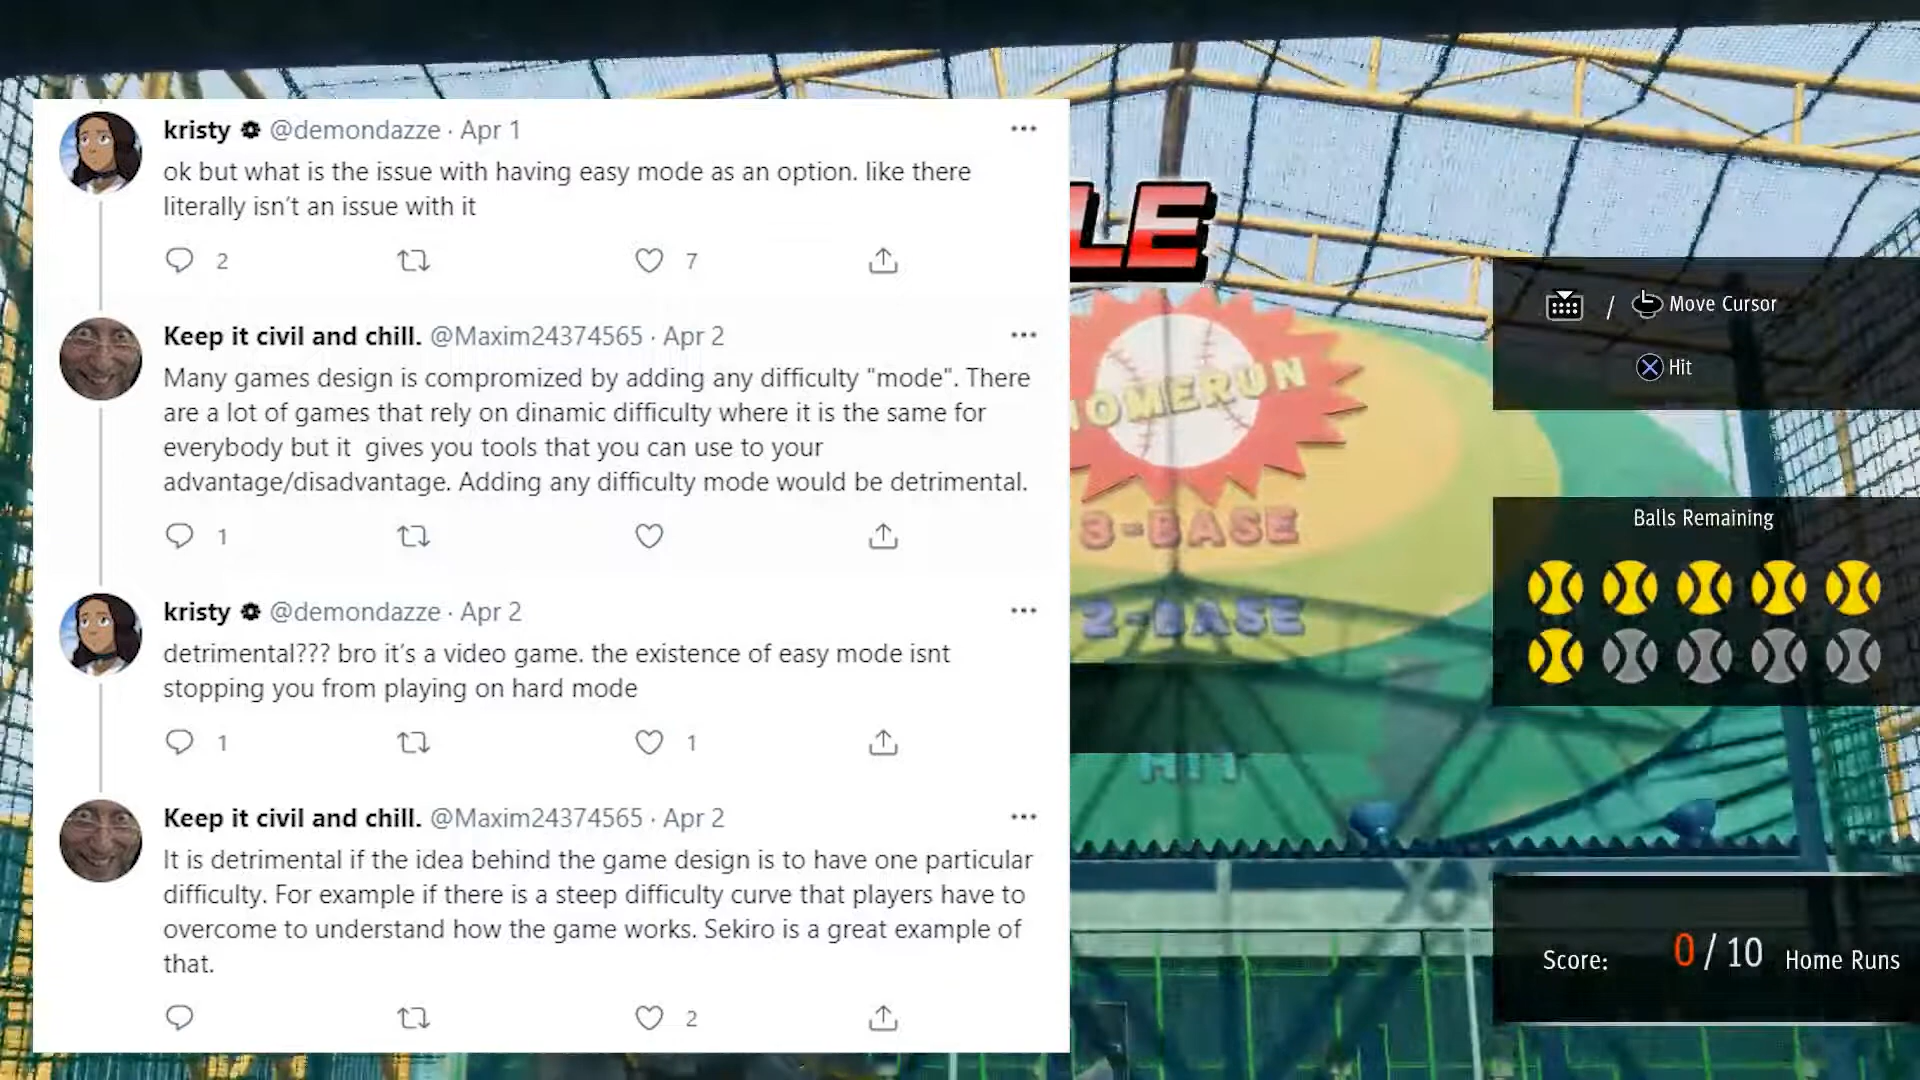 kristy @demondazze · Apr 1
ok but what is the issue with having easy mode as an option. like there
literally isn't an issue with it
2
7
Keep it civil and chill. @Maxim24374565 · Apr 2
Many games design is compromized by adding any difficulty "mode". There
are a lot of games that rely on dinamic difficulty where it is the same for
everybody but it  gives you tools that you can use to your
advantage/disadvantage. Adding any difficulty mode would be detrimental.
1
kristy @demondazze · Apr 2
detrimental??? bro it's a video game. the existence of easy mode isnt
stopping you from playing on hard mode
1
1
Keep it civil and chill. @Maxim24374565 · Apr 2
It is detrimental if the idea behind the game design is to have one particular
difficulty. For example if there is a steep difficulty curve that players have to
overcome to understand how the game works. Sekiro is a great example of
that.
2
LE
HOMERUN
3-BASE
2-BASE
HIT
/ L Move Cursor
Hit
Balls Remaining
Score: 0 / 10 Home Runs